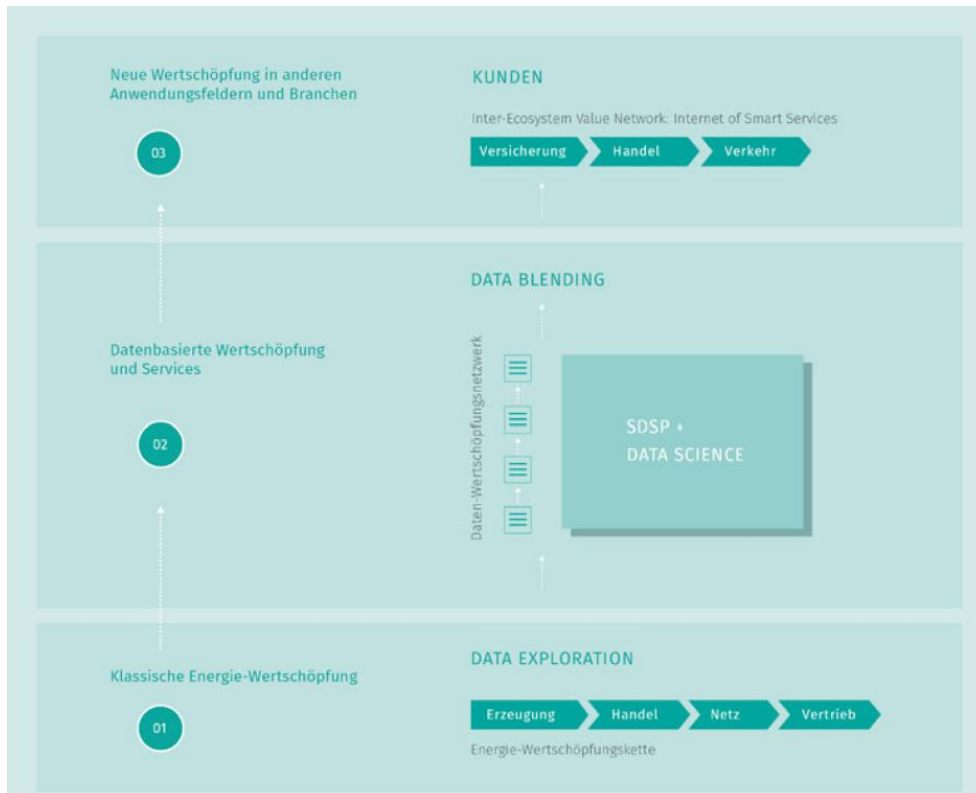 Neue Wertschöpfung in anderen
Anwendungsfeldern und Branchen
03
KUNDEN
Inter-Ecosystem Value Network: Internet of Smart Services
Versicherung Handel Verkehr
Datenbasierte Wertschöpfung
und Services
02
DATA BLENDING
Daten-Wertschöpfungsnetzwerk
SDSP +
DATA SCIENCE
Klassische Energie-Wertschöpfung
01
DATA EXPLORATION
Erzeugung Handel Netz Vertrieb
Energie-Wertschöpfungskette